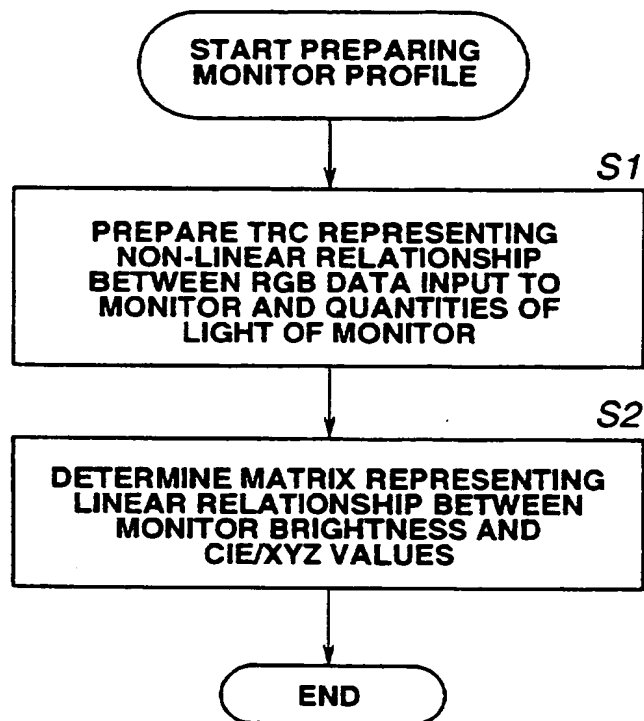 START PREPARING
MONITOR PROFILE
S1
PREPARE TRC REPRESENTING
NON-LINEAR RELATIONSHIP
BETWEEN RGB DATA INPUT TO
MONITOR AND QUANTITIES OF
LIGHT OF MONITOR
S2
DETERMINE MATRIX REPRESENTING
LINEAR RELATIONSHIP BETWEEN
MONITOR BRIGHTNESS AND
CIE/XYZ VALUES
END